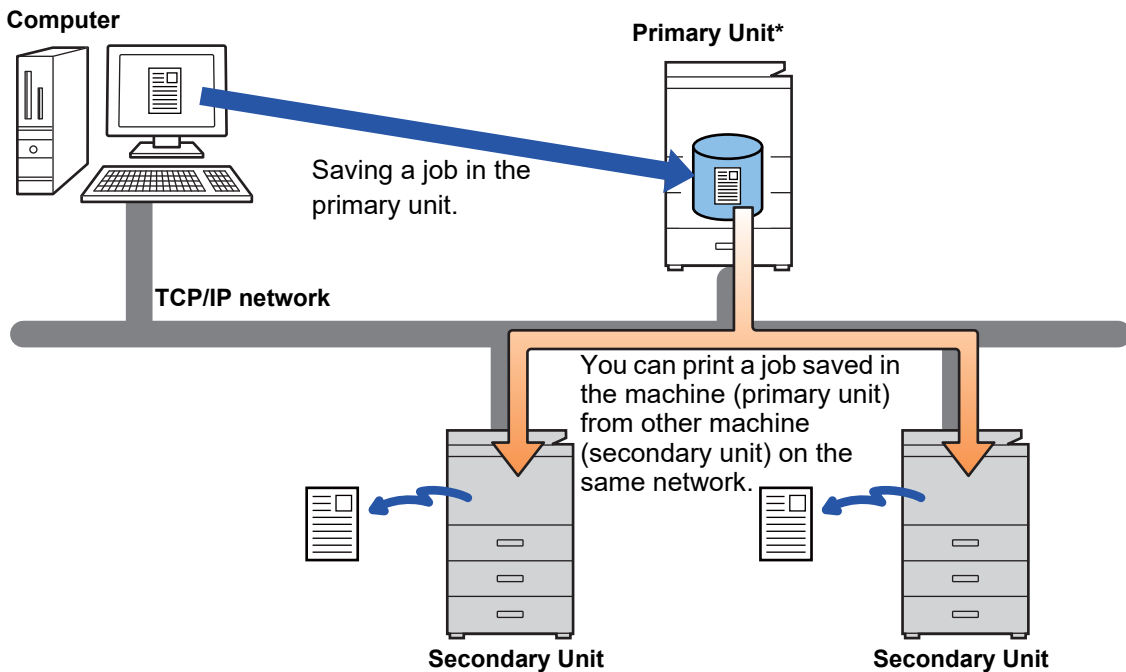 Computer
Primary Unit*
Saving a job in the
primary unit.
TCP/IP network
You can print a job saved in
the machine (primary unit)
from other machine
(secondary unit) on the
same network.
Secondary Unit
Secondary Unit